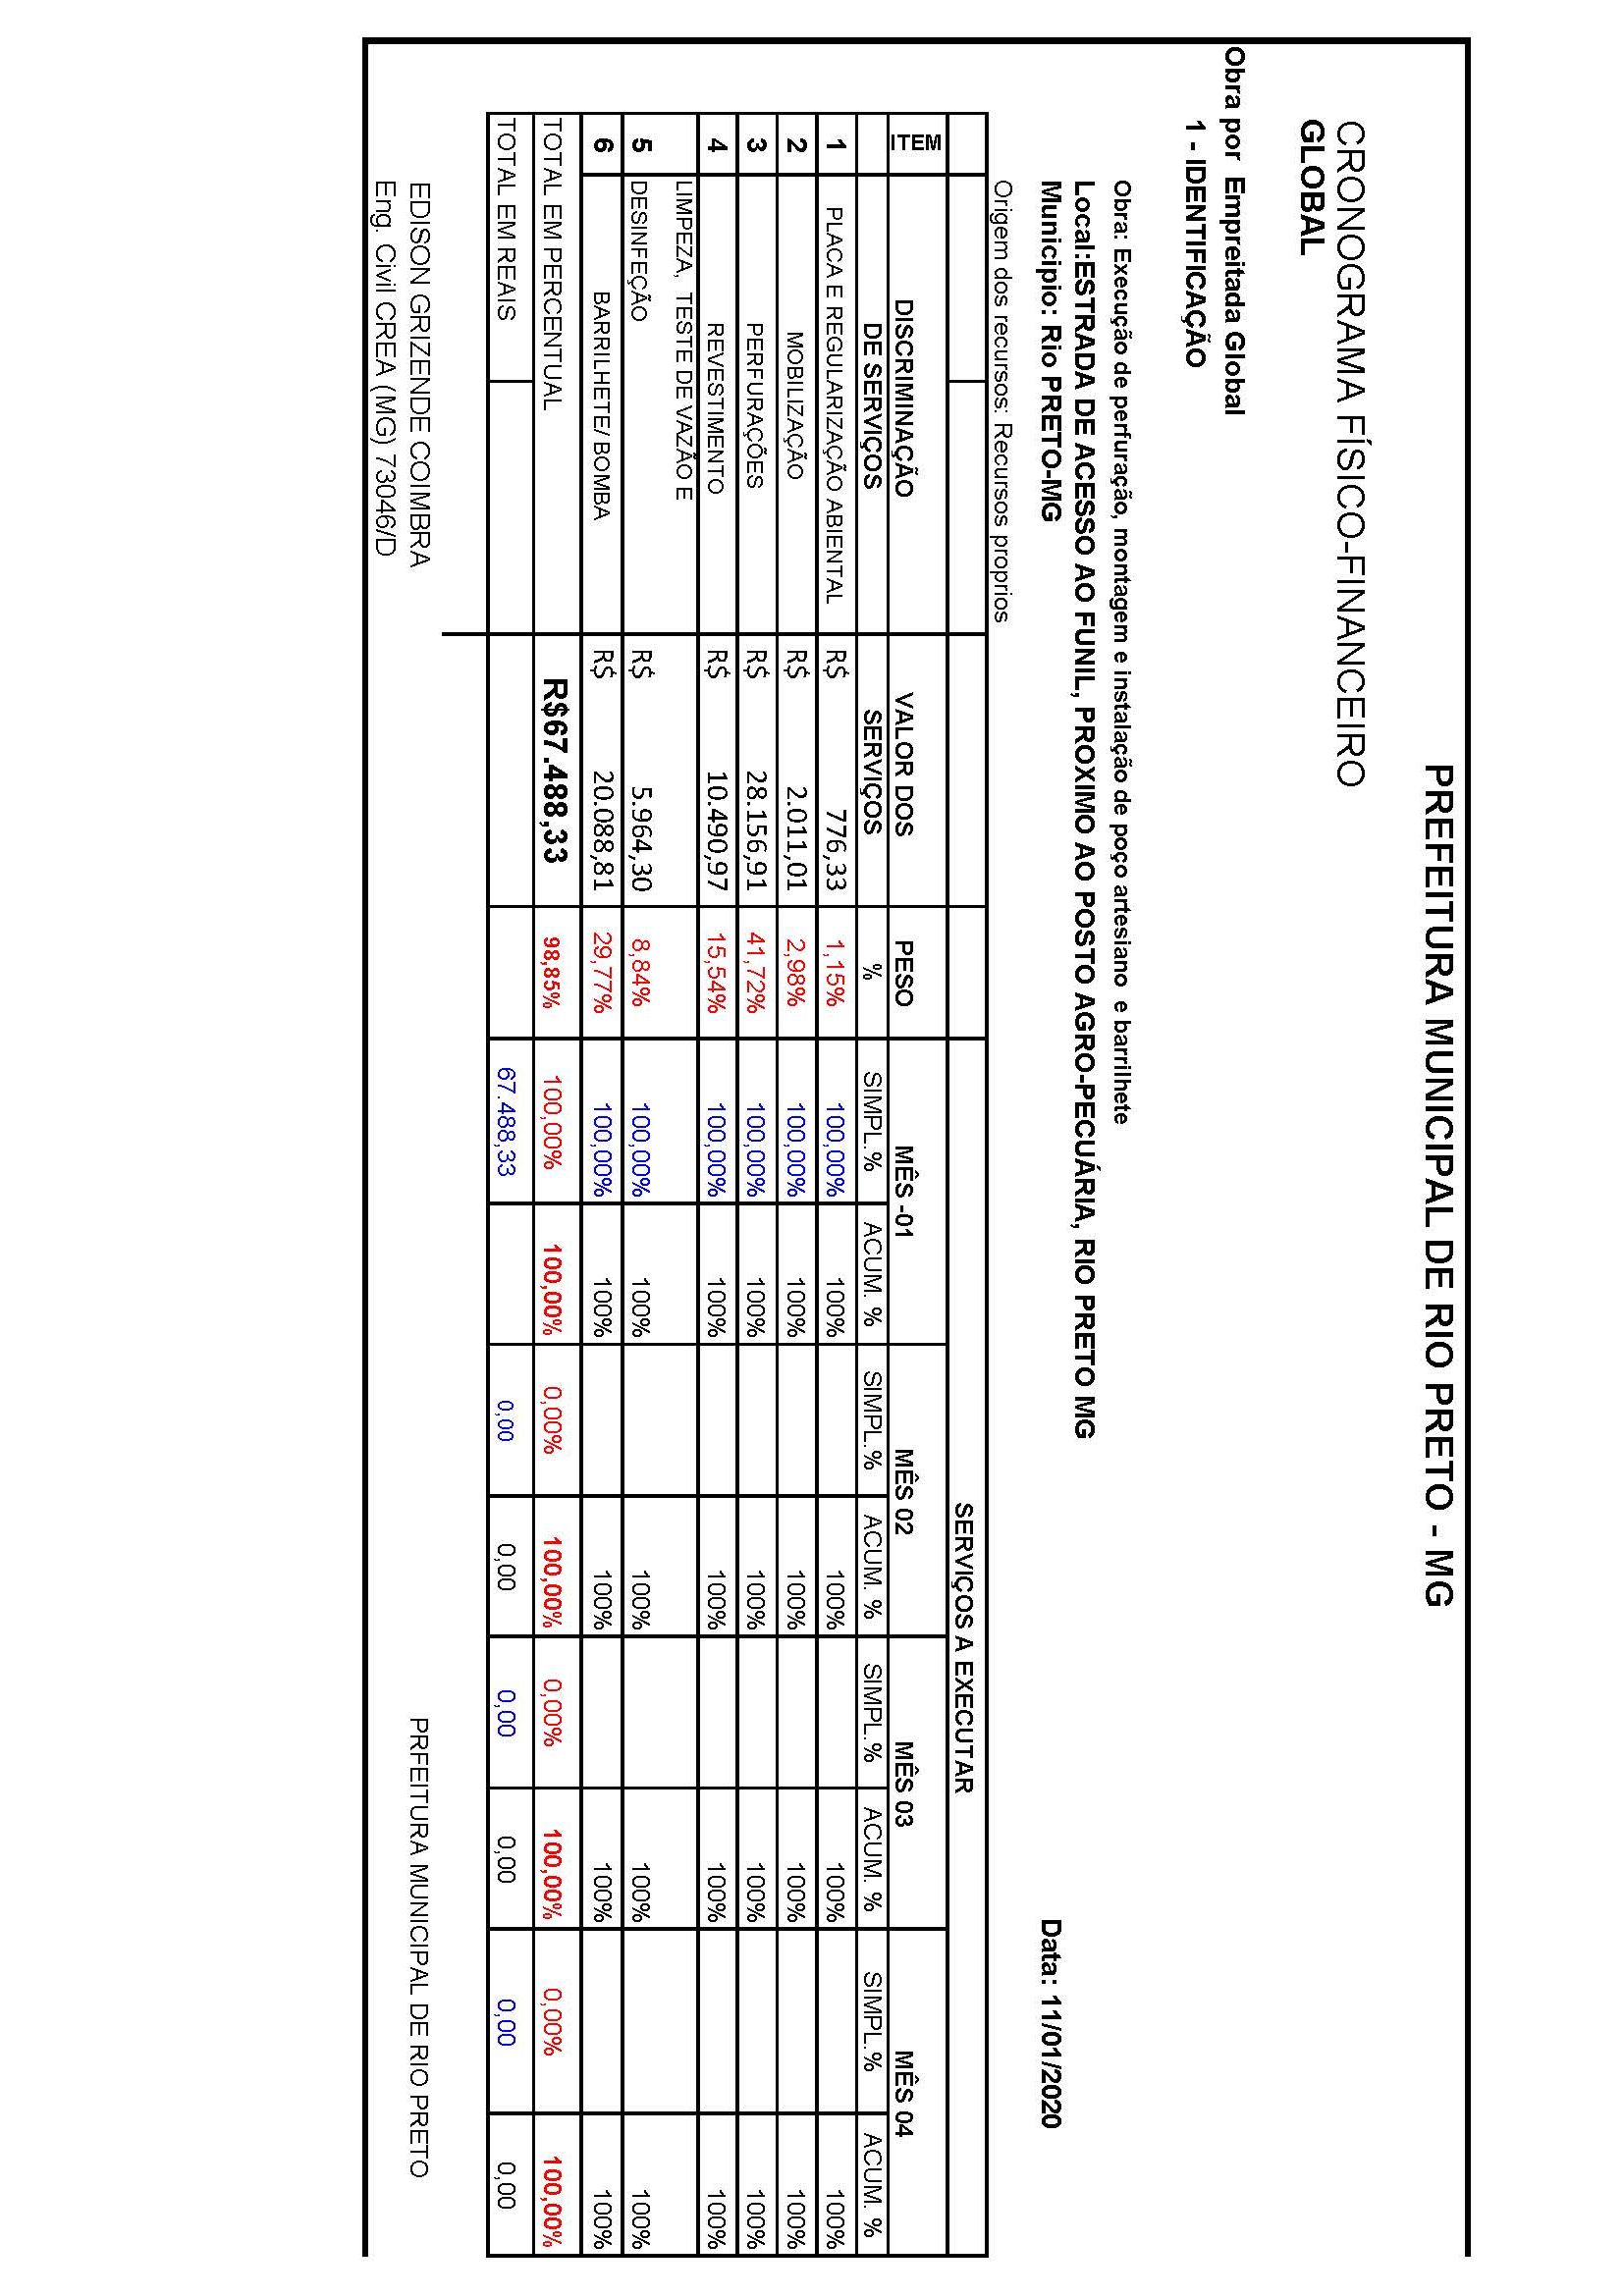 PREFEITURA MUNICIPAL DE RIO PRETO - MG
CRONOGRAMA FÍSICO-FINANCEIRO
GLOBAL
Obra por  Empreitada Global
1 - IDENTIFICAÇÃO
Obra: Execução de perfuração, montagem e instalação de poço artesiano  e barrilhete
Local:ESTRADA DE ACESSO AO FUNIL, PROXIMO AO POSTO AGRO-PECUÁRIA, RIO PRETO MG
Municipio: Rio PRETO-MG Data: 11/01/2020
Origem dos recursos: Recursos proprios
SERVIÇOS A EXECUTAR
ITEM DISCRIMINAÇÃO VALOR DOS PESO MÊS -01 MÊS 02 MÊS 03 MÊS 04
DE SERVIÇOS SERVIÇOS % SIMPL.% ACUM. % SIMPL.% ACUM. % SIMPL.% ACUM. % SIMPL.% ACUM. %
1 PLACA E REGULARIZAÇÃO ABIENTAL R$ 776,33 1,15% 100,00% 100% 100% 100% 100%
2 MOBILIZAÇÃO R$ 2.011,01 2,98% 100,00% 100% 100% 100% 100%
3 PERFURAÇÕES R$ 28.156,91 41,72% 100,00% 100% 100% 100% 100%
4 REVESTIMENTO R$ 10.490,97 15,54% 100,00% 100% 100% 100% 100%
LIMPEZA,  TESTE DE VAZÃO E
5 DESINFEÇÃO R$ 5.964,30 8,84% 100,00% 100% 100% 100% 100%
6 BARRILHETE/ BOMBA R$ 20.088,81 29,77% 100,00% 100% 100% 100% 100%
TOTAL EM PERCENTUAL R$67.488,33 98,85% 100,00% 100,00% 0,00% 100,00% 0,00% 100,00% 0,00% 100,00%
TOTAL EM REAIS 67.488,33 0,00 0,00 0,00 0,00 0,00 0,00
EDISON GRIZENDE COIMBRA PRFEITURA MUNICIPAL DE RIO PRETO
Eng. Civil CREA (MG) 73046/D